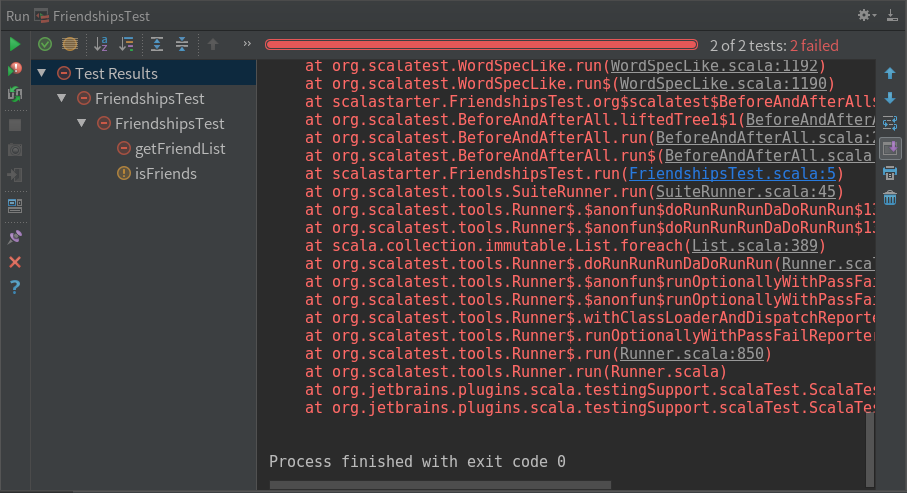 Run FriendshipsTest
2 of 2 tests: 2 failed
Test Results
FriendshipsTest
FriendshipsTest
getFriendList
isFriends
at org.scalatest.WordSpecLike.run(WordSpecLike.scala:1192)
at org.scalatest.WordSpecLike.run$(WordSpecLike.scala:1190)
at scalastarter.FriendshipsTest.org$scalatest$BeforeAndAfterAll$
at org.scalatest.BeforeAndAfterAll.liftedTree1$1(BeforeAndAfterA
at org.scalatest.BeforeAndAfterAll.run(BeforeAndAfterAll.scala:
at org.scalatest.BeforeAndAfterAll.run$(BeforeAndAfterAll.scala
at scalastarter.FriendshipsTest.run(FriendshipsTest.scala:5)
at org.scalatest.tools.SuiteRunner.run(SuiteRunner.scala:45)
at org.scalatest.tools.Runner$.$anonfun$doRunRunRunDaDoRunRun$13
at org.scalatest.tools.Runner$.$anonfun$doRunRunRunDaDoRunRun$13
at scala.collection.immutable.List.foreach(List.scala:389)
at org.scalatest.tools.Runner$.doRunRunRunDaDoRunRun(Runner.scal
at org.scalatest.tools.Runner$.$anonfun$runOptionallyWithPassFai
at org.scalatest.tools.Runner$.$anonfun$runOptionallyWithPassFai
at org.scalatest.tools.Runner$.withClassLoaderAndDispatchReporte
at org.scalatest.tools.Runner$.runOptionallyWithPassFailReporter
at org.scalatest.tools.Runner$.run(Runner.scala:850)
at org.scalatest.tools.Runner.run(Runner.scala)
at org.jetbrains.plugins.scala.testingSupport.scalaTest.ScalaTes
at org.jetbrains.plugins.scala.testingSupport.scalaTest.ScalaTes
Process finished with exit code 0